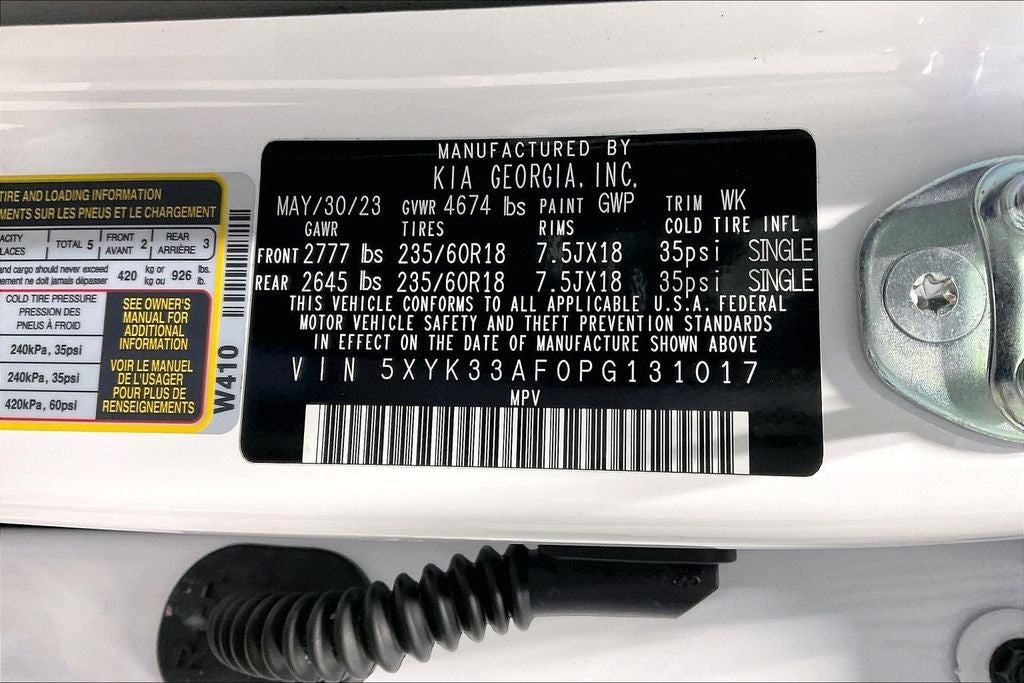 TIRE AND LOADING INFORMATION
SUR LES PNEUS ET LE CHARGEMENT
TOTAL 5 FRONT AVANT 2 REAR ARRIÈRE 3
and cargo should never exceed
ne doit jamais dépasser
420 kg or kg ou 926 lbs. lb.
COLD TIRE PRESSURE
PRESSION DES
PNEUS À FROID
240kPa, 35psi
240kPa, 35psi
420kPa, 60psi
SEE OWNER'S
MANUAL FOR
ADDITIONAL
INFORMATION
VOIR LE MANUEL
DE L'USAGER
POUR PLUS DE
RENSEIGNEMENTS
W410
MANUFACTURED BY
KIA GEORGIA, INC.
MAY/30/23 GVWR 4674 lbs PAINT GWP TRIM WK
GAWR TIRES RIMS COLD TIRE INFL
FRONT 2777 lbs 235/60R18 7.5JX18 35psi SINGLE
REAR 2645 lbs 235/60R18 7.5JX18 35psi SINGLE
THIS VEHICLE CONFORMS TO ALL APPLICABLE U.S.A. FEDERAL
MOTOR VEHICLE SAFETY AND THEFT PREVENTION STANDARDS
IN EFFECT ON THE DATE OF MANUFACTURE SHOWN ABOVE
VIN 5XYK33AF0PG131017
MPV